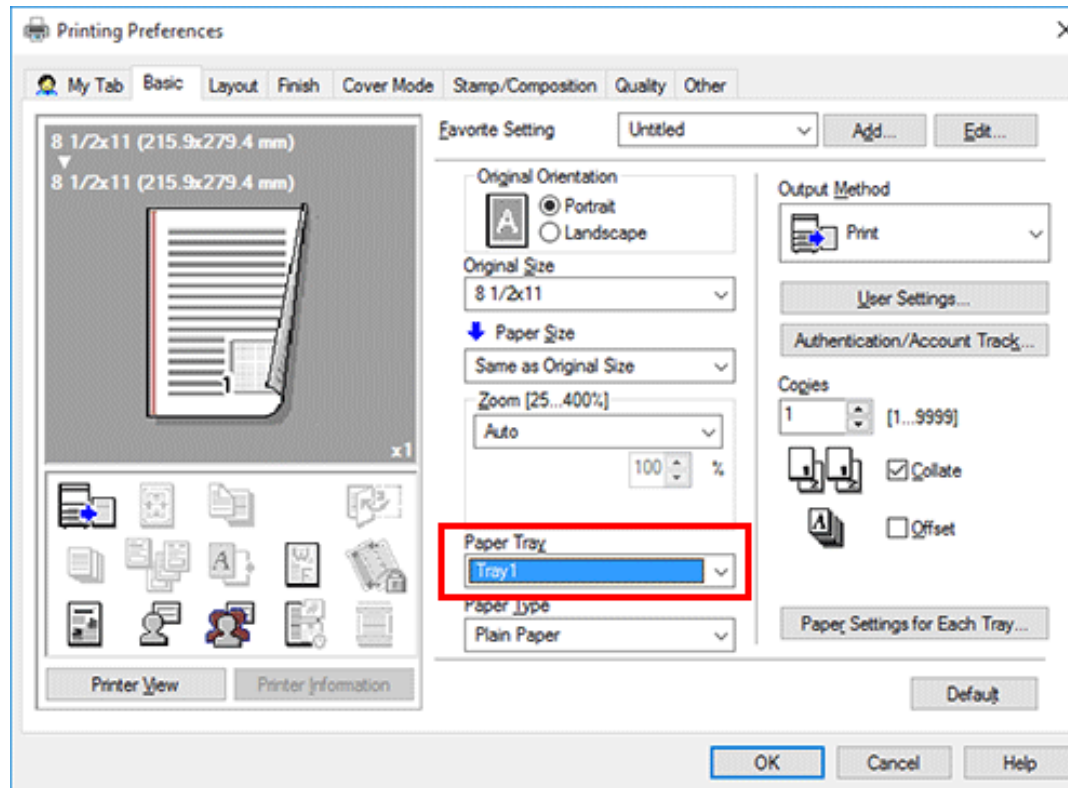 Printing Preferences
My Tab
Basic
Layout
Finish
Cover Mode
Stamp/Composition
Quality
Other
8 1/2x11 (215.9x279.4 mm)
8 1/2x11 (215.9x279.4 mm)
1
x1
Printer View
Printer Information
Favorite Setting
Untitled
Add...
Edit...
Original Orientation
A
Portrait
Landscape
Original Size
8 1/2x11
Paper Size
Same as Original Size
Zoom [25...400%]
Auto
100 %
Paper Tray
Tray1
Paper Type
Plain Paper
Output Method
Print
User Settings...
Authentication/Account Track...
Copies
1 [1...9999]
Collate
Offset
Paper Settings for Each Tray...
Default
OK
Cancel
Help